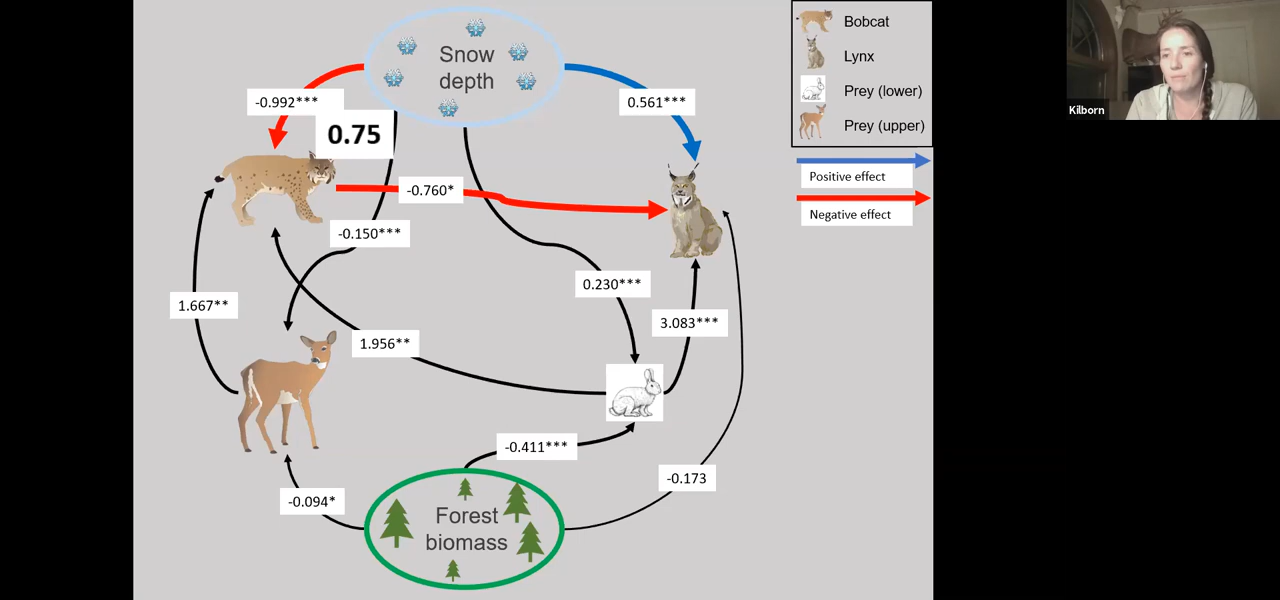 Snow
depth
-0.992***
0.75
0.561***
-0.760*
-0.150***
0.230***
1.667**
3.083***
1.956**
-0.411***
-0.173
-0.094*
Forest
biomass
Bobcat
Lynx
Prey (lower)
Prey (upper)
Positive effect
Negative effect
Kilborn